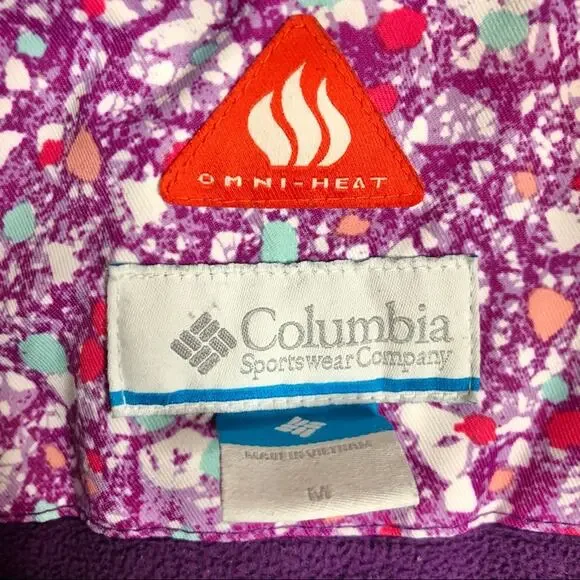 OMNI-HEAT
Columbia
Sportswear Company
MADE IN VIETNAM
M